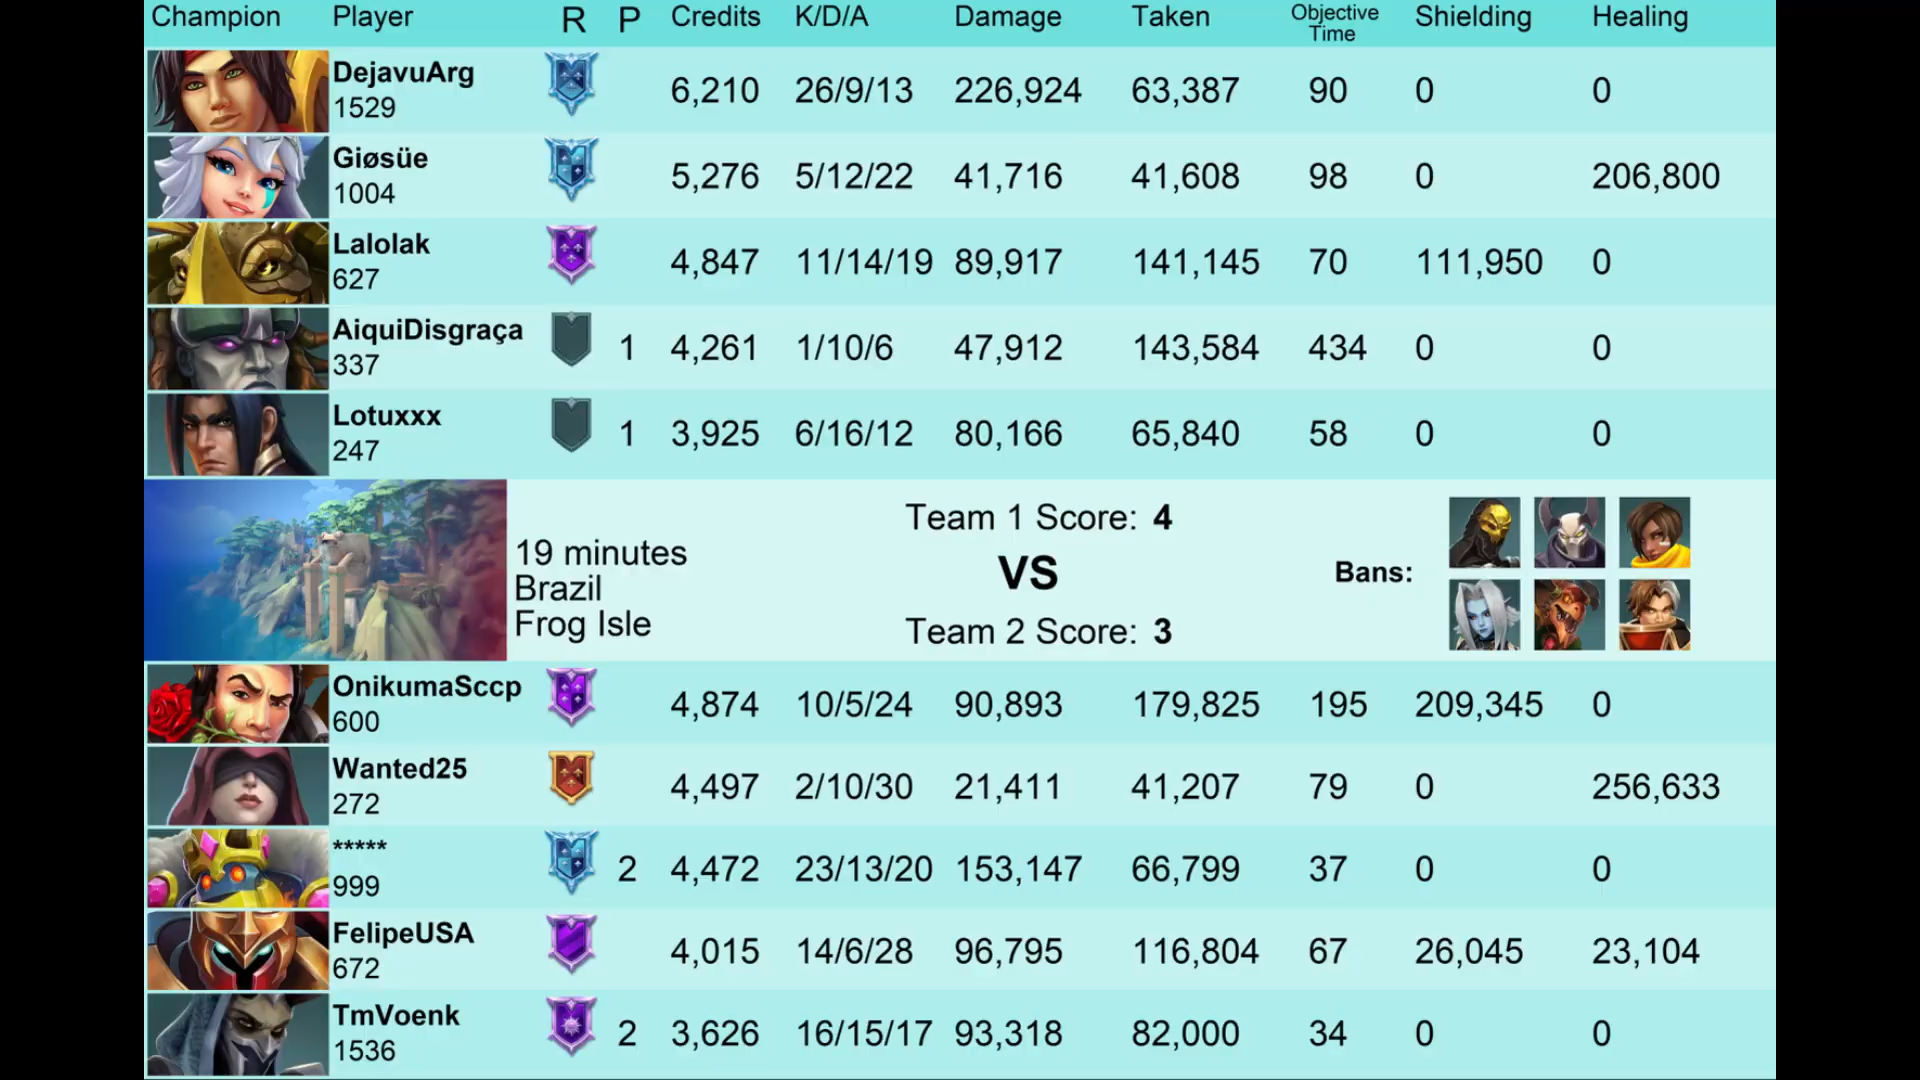 Champion Player R P Credits K/D/A Damage Taken Objective Time Shielding Healing
DejavuArg
1529
6,210 26/9/13 226,924 63,387 90 0 0
Giøsüe
1004
5,276 5/12/22 41,716 41,608 98 0 206,800
Lalolak
627
4,847 11/14/19 89,917 141,145 70 111,950 0
AiquiDisgraça
337
1 4,261 1/10/6 47,912 143,584 434 0 0
Lotuxxx
247
1 3,925 6/16/12 80,166 65,840 58 0 0
19 minutes
Brazil
Frog Isle
Team 1 Score: 4
VS
Team 2 Score: 3
Bans:
OnikumaSccp
600
4,874 10/5/24 90,893 179,825 195 209,345 0
Wanted25
272
4,497 2/10/30 21,411 41,207 79 0 256,633
*****
999
2 4,472 23/13/20 153,147 66,799 37 0 0
FelipeUSA
672
4,015 14/6/28 96,795 116,804 67 26,045 23,104
TmVoenk
1536
2 3,626 16/15/17 93,318 82,000 34 0 0